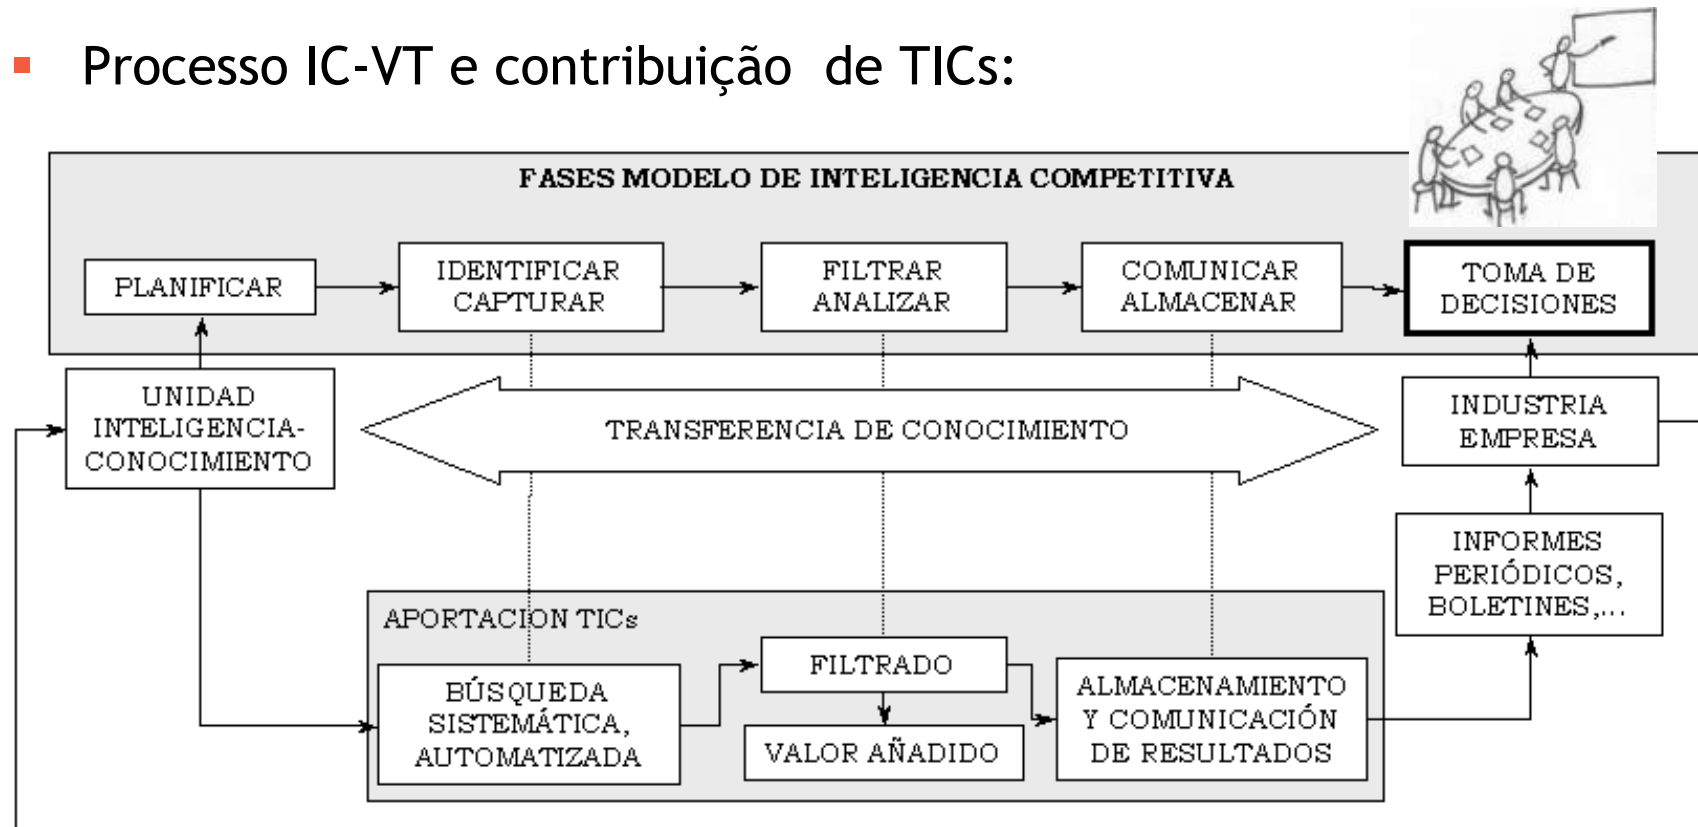 Processo IC-VT e contribuição de TICs:
FASES MODELO DE INTELIGENCIA COMPETITIVA
PLANIFICAR
IDENTIFICAR
CAPTURAR
FILTRAR
ANALIZAR
COMUNICAR
ALMACENAR
TOMA DE
DECISIONES
UNIDAD
INTELIGENCIA-
CONOCIMIENTO
TRANSFERENCIA DE CONOCIMIENTO
INDUSTRIA
EMPRESA
INFORMES
PERIÓDICOS,
BOLETINES,...
APORTACION TICs
BÚSQUEDA
SISTEMÁTICA,
AUTOMATIZADA
FILTRADO
VALOR AÑADIDO
ALMACENAMIENTO
Y COMUNICACIÓN
DE RESULTADOS